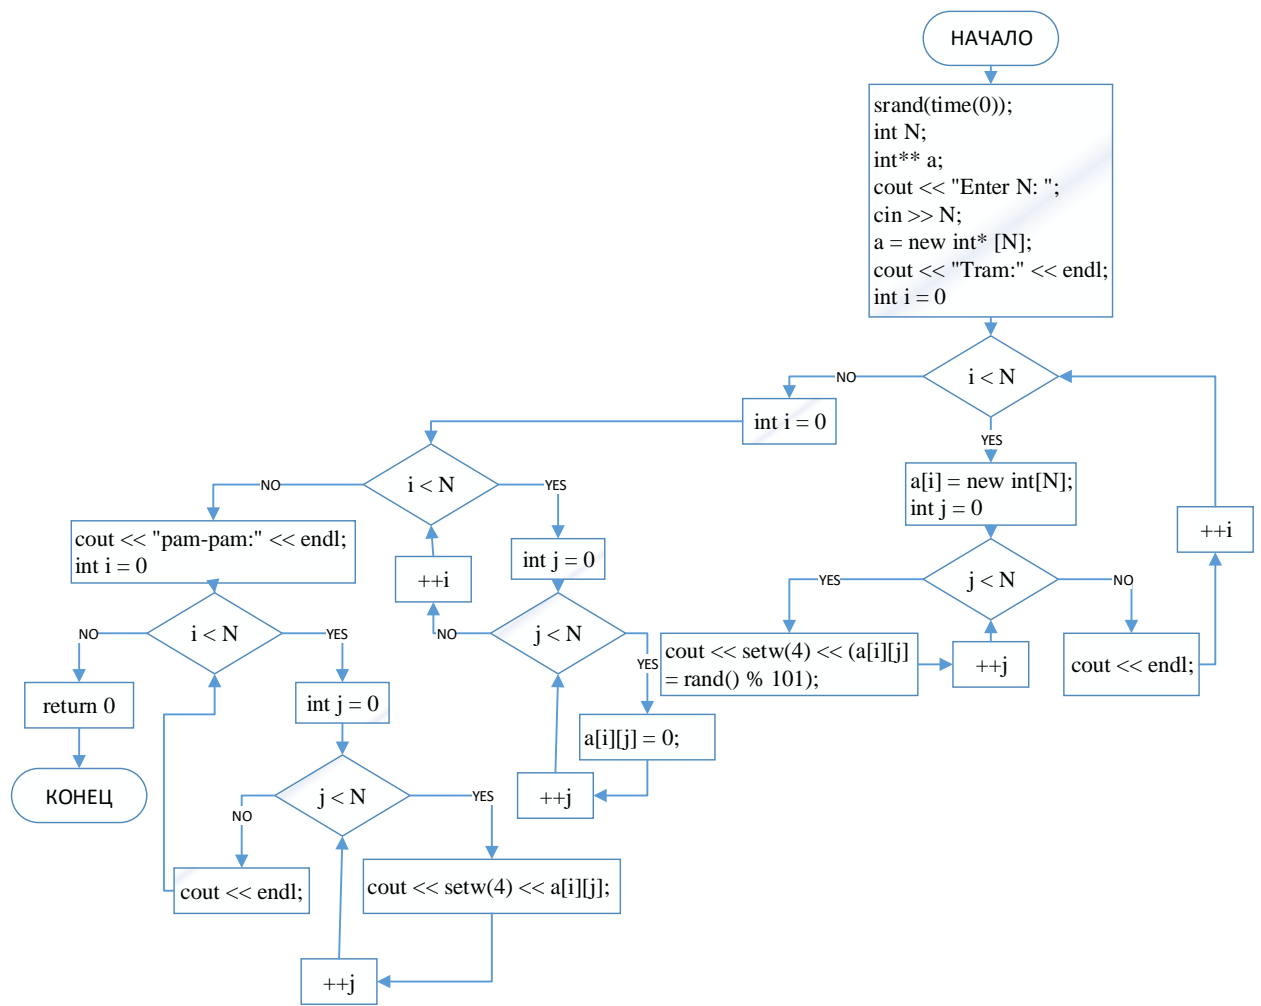 НАЧАЛО
srand(time(0));
int N;
int** a;
cout << "Enter N: ";
cin >> N;
a = new int* [N];
cout << "Tram:" << endl;
int i = 0
i < N
NO
YES
int i = 0
a[i] = new int[N];
int j = 0
++i
j < N
YES
NO
cout << setw(4) << (a[i][j]
= rand() % 101);
++j
cout << endl;
i < N
NO
YES
cout << "pam-pam:" << endl;
int i = 0
++i
int j = 0
j < N
NO
YES
a[i][j] = 0;
++j
i < N
NO
YES
return 0
КОНЕЦ
int j = 0
j < N
NO
YES
cout << endl;
cout << setw(4) << a[i][j];
++j